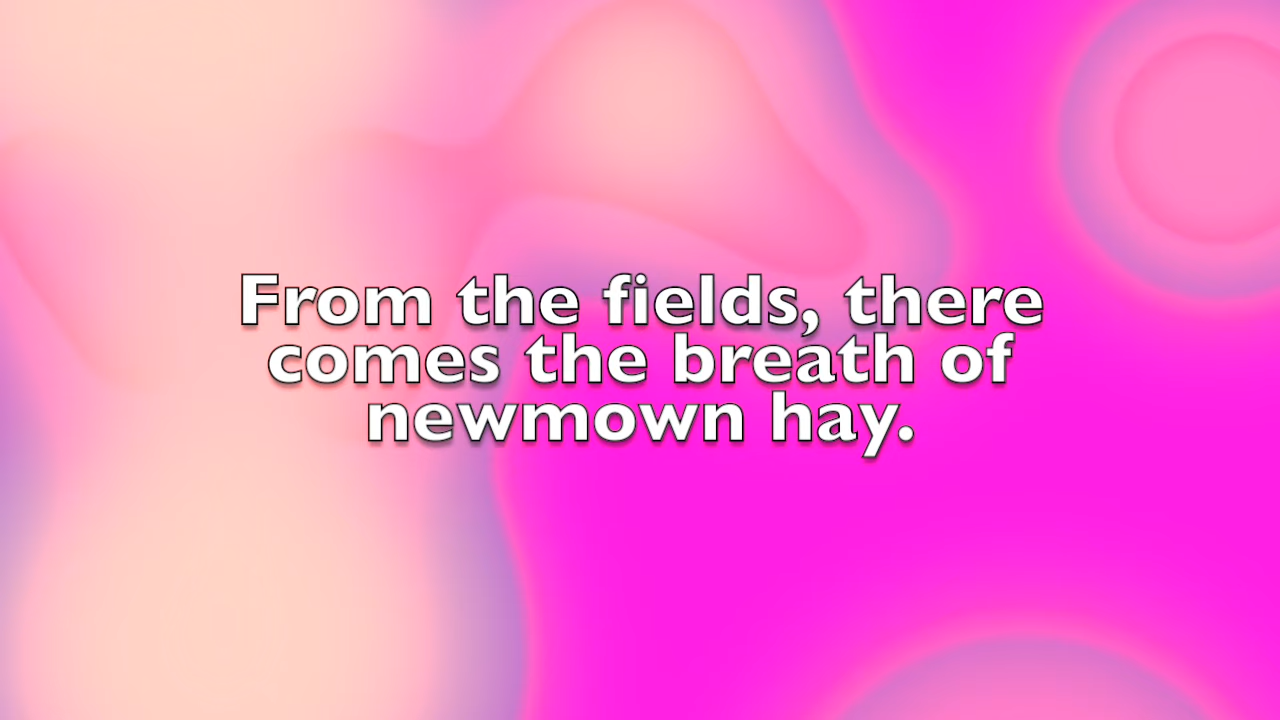 From the fields, there
comes the breath of
newmown hay.